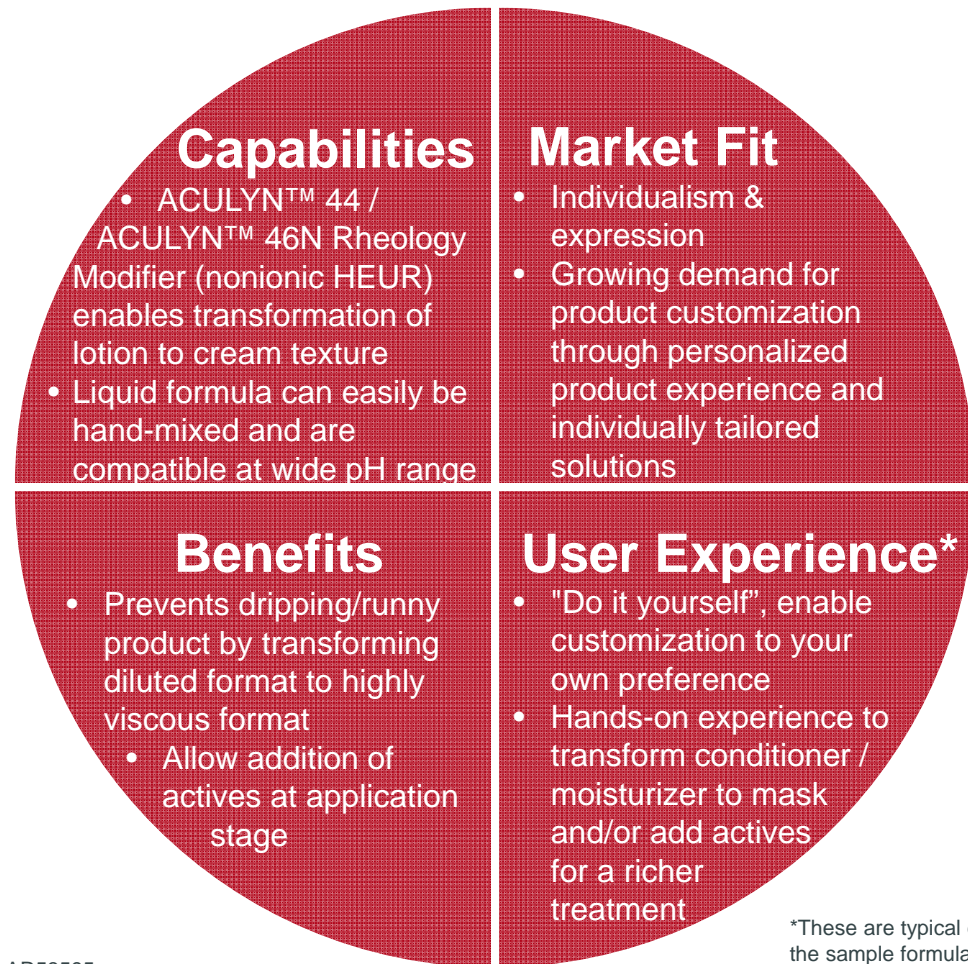 Capabilities
• ACULYN™ 44 /
ACULYN™ 46N Rheology
Modifier (nonionic HEUR)
enables transformation of
lotion to cream texture
• Liquid formula can easily be
hand-mixed and are
compatible at wide pH range
Market Fit
• Individualism &
expression
• Growing demand for
product customization
through personalized
product experience and
individually tailored
solutions
Benefits
• Prevents dripping/runny
product by transforming
diluted format to highly
viscous format
• Allow addition of
actives at application
stage
User Experience*
• "Do it yourself”, enable
customization to your
own preference
• Hands-on experience to
transform conditioner /
moisturizer to mask
and/or add actives
for a richer
treatment
*These are typical
the sample formula